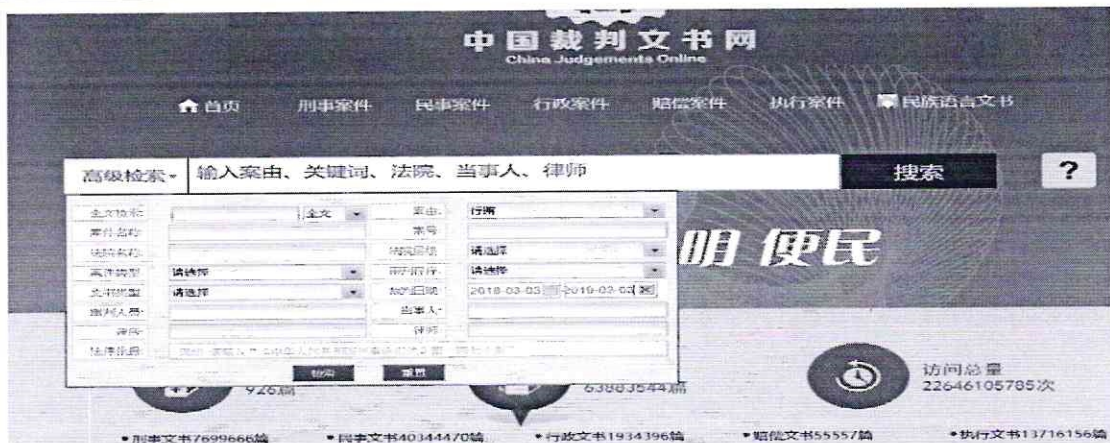 中国裁判文书网
China Judgements Online
首页 刑事案件 民事案件 行政案件 赔偿案件 执行案件 民族语言文书
高级检索 输入案由、关键词、法院、当事人、律师 搜索 ?
全文检索: 全文 案由: 行贿
案件名称: 案号:
法院名称: 法院层级: 请选择
案件类型: 请选择 审判程序: 请选择
文书类型: 请选择 裁判日期: 2018-03-03 2019-03-03
审判人员: 当事人:
律所: 律师:
法律依据:
明 便民
检索 重置
926篇 63883544篇 访问总量
22646105785次
•刑事文书7699666篇 •民事文书40344470篇 •行政文书1934396篇 •赔偿文书55557篇 •执行文书13716156篇